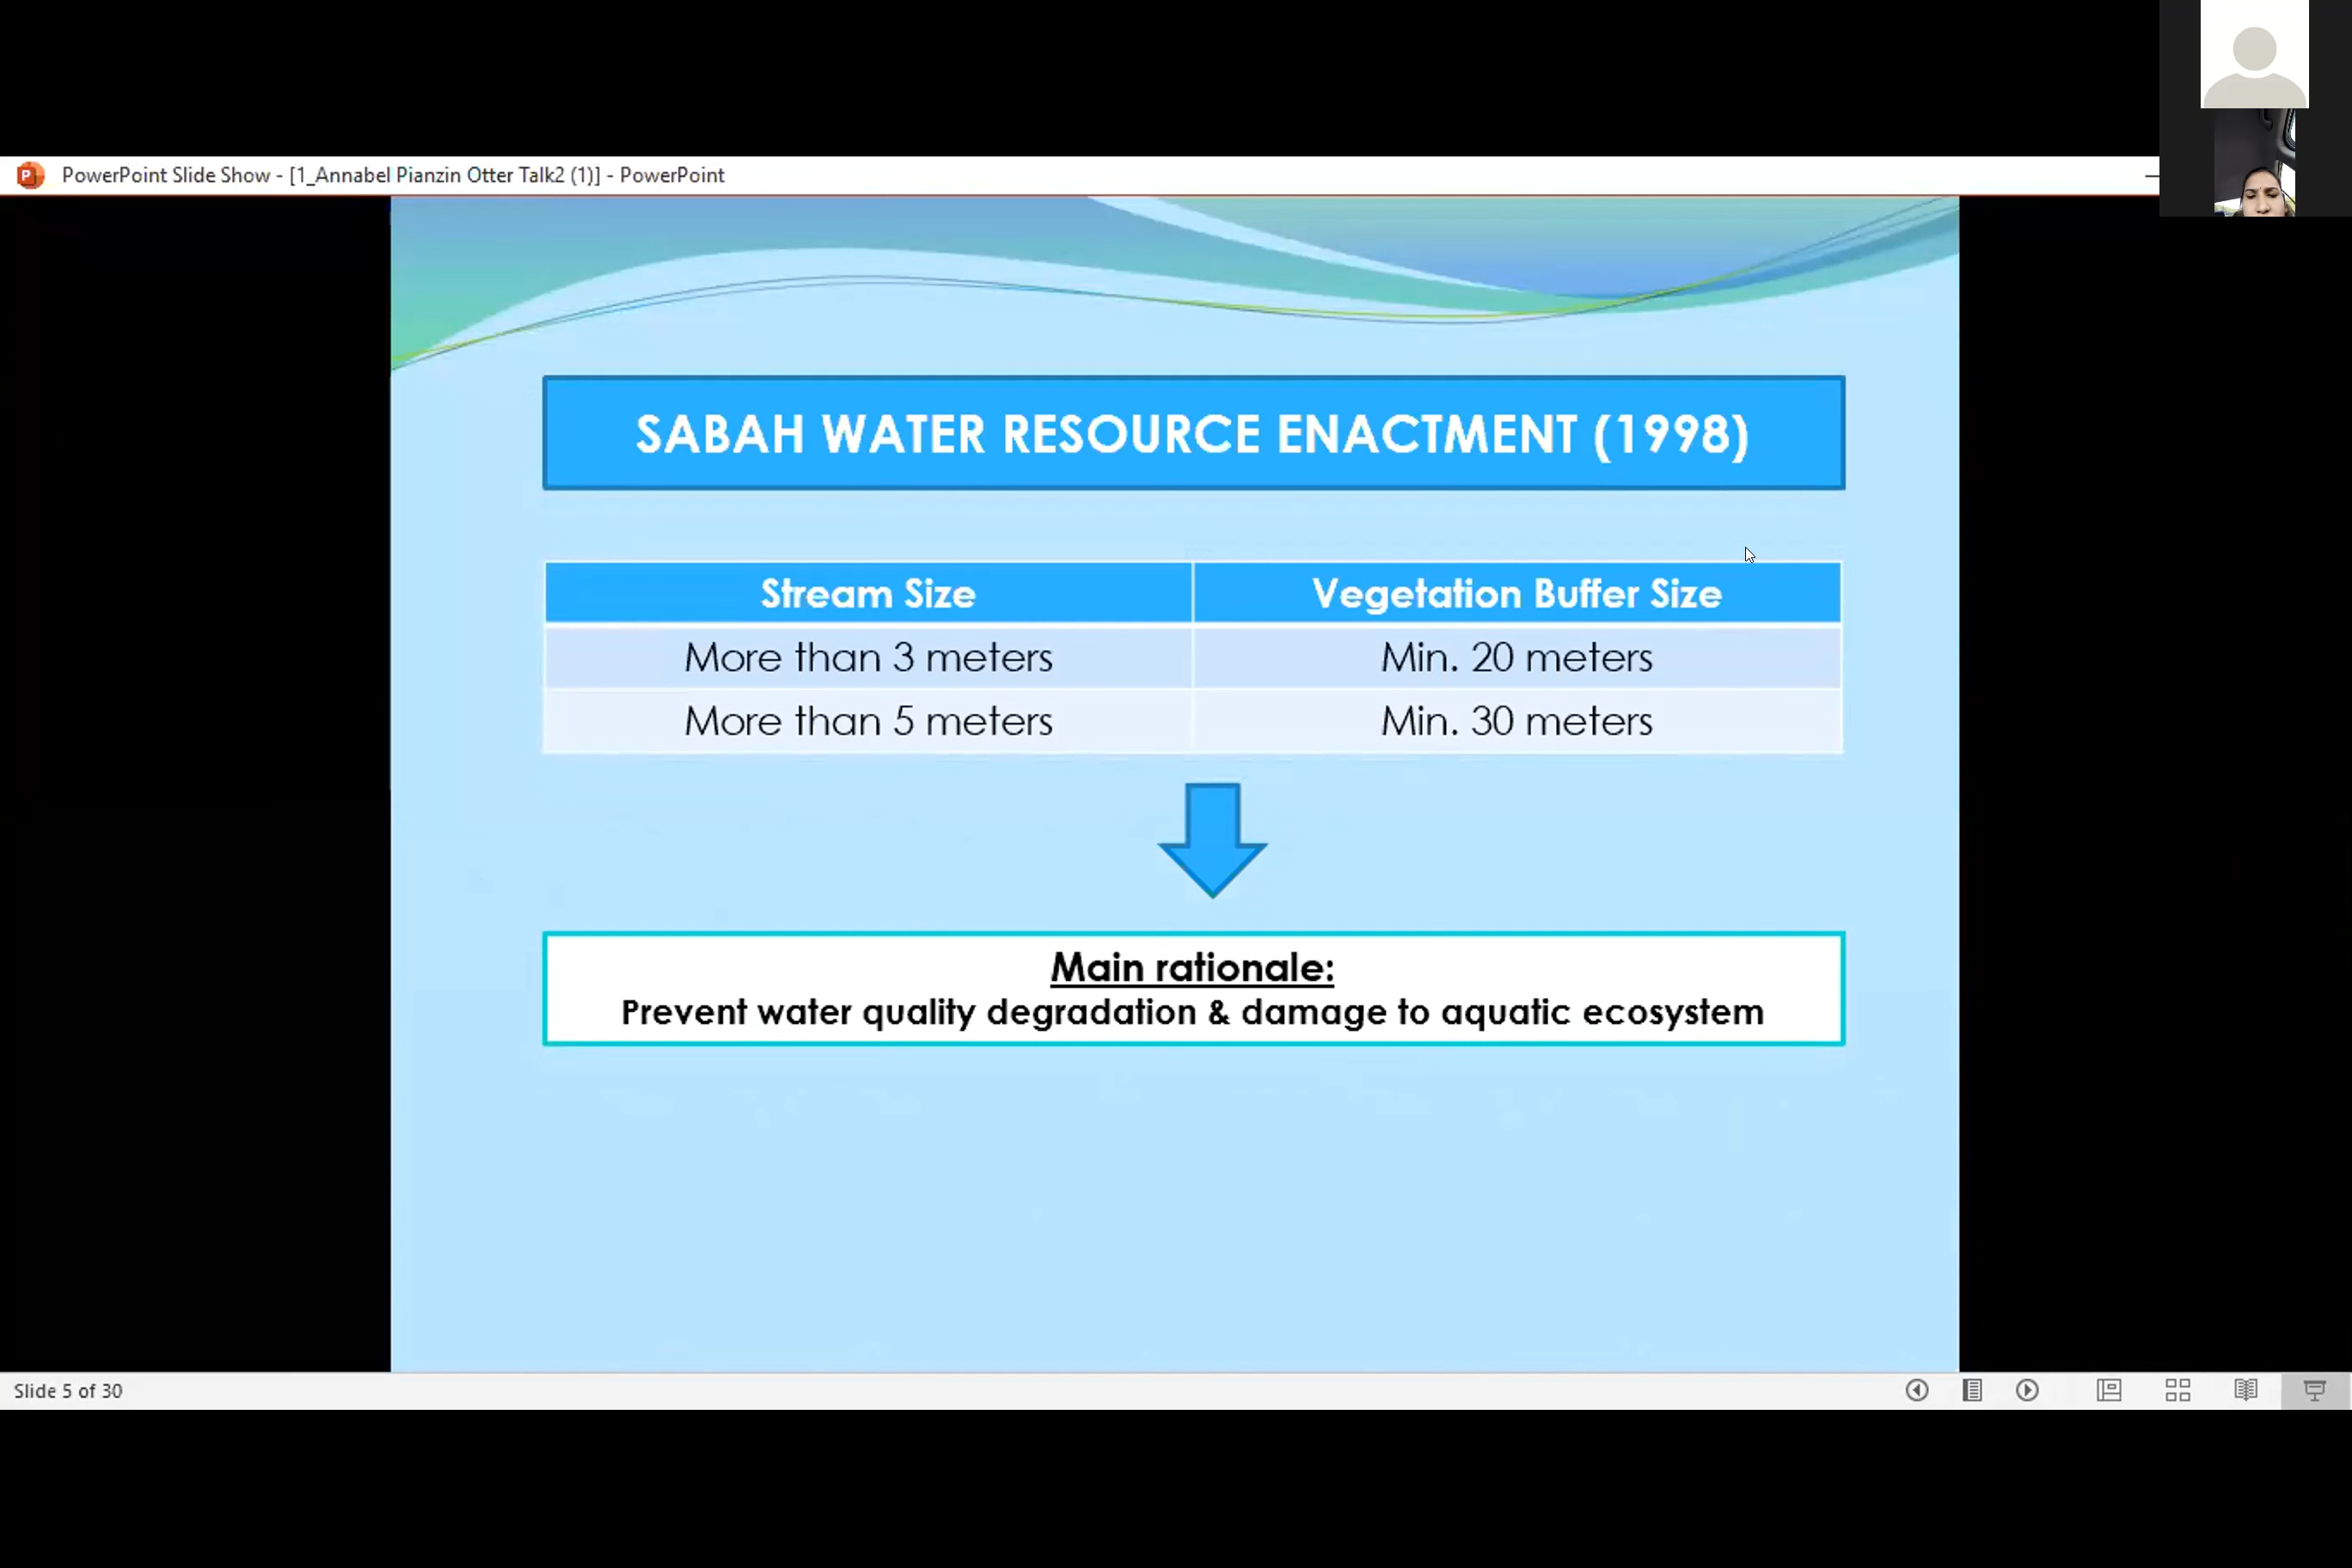 PowerPoint Slide Show - [1_Annabel Pianzin Otter Talk2 (1)] - PowerPoint
SABAH WATER RESOURCE ENACTMENT (1998)
Stream Size Vegetation Buffer Size
More than 3 meters Min. 20 meters
More than 5 meters Min. 30 meters
Main rationale:
Prevent water quality degradation & damage to aquatic ecosystem
Slide 5 of 30